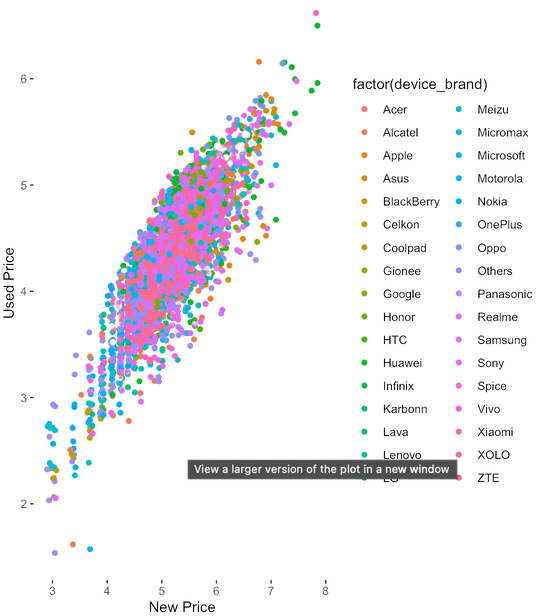 factor(device_brand)
Acer
Alcatel
Apple
Asus
BlackBerry
Celkon
Coolpad
Gionee
Google
Honor
HTC
Huawei
Infinix
Karbonn
Lava
Lenovo
LG
Meizu
Micromax
Microsoft
Motorola
Nokia
OnePlus
Oppo
Others
Panasonic
Realme
Samsung
Sony
Spice
Vivo
Xiaomi
XOLO
ZTE
View a larger version of the plot in a new window
Used Price
6
5
4
3
2
3 4 5 6 7 8
New Price